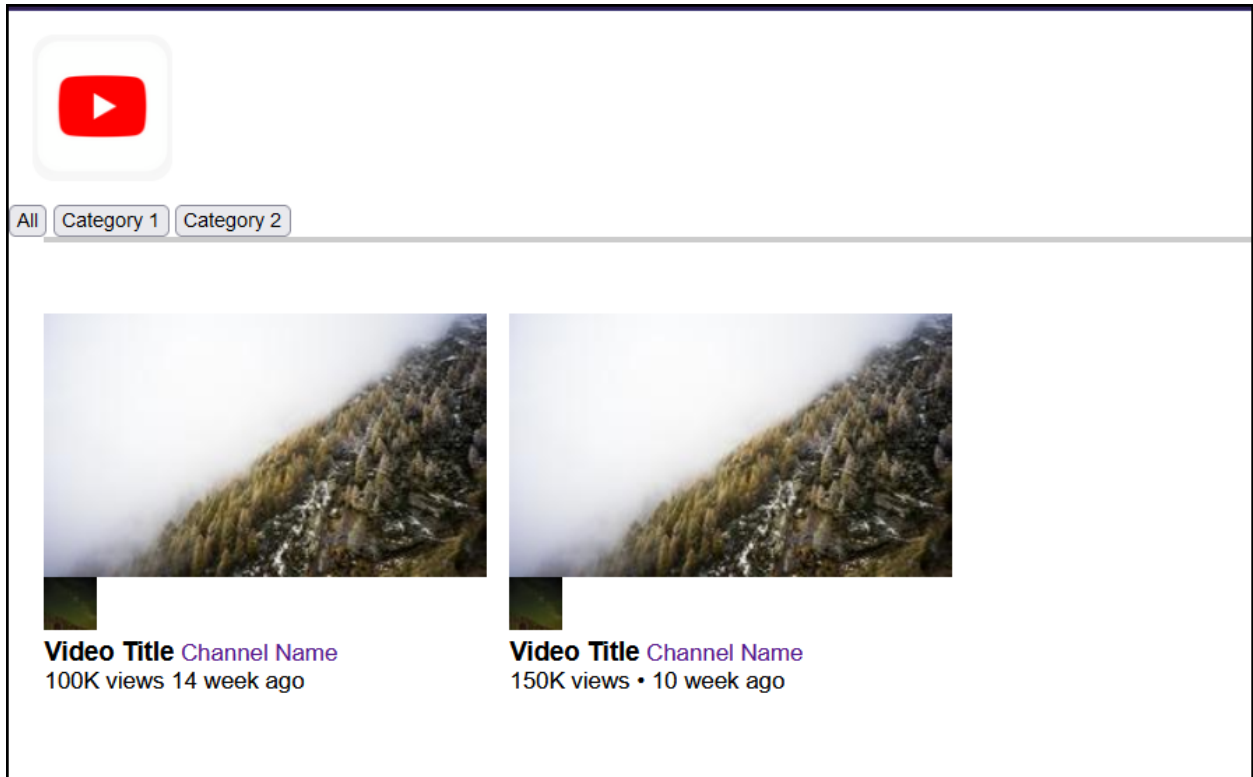 All Category 1 Category 2
Video Title Channel Name
100K views 14 week ago
Video Title Channel Name
150K views • 10 week ago